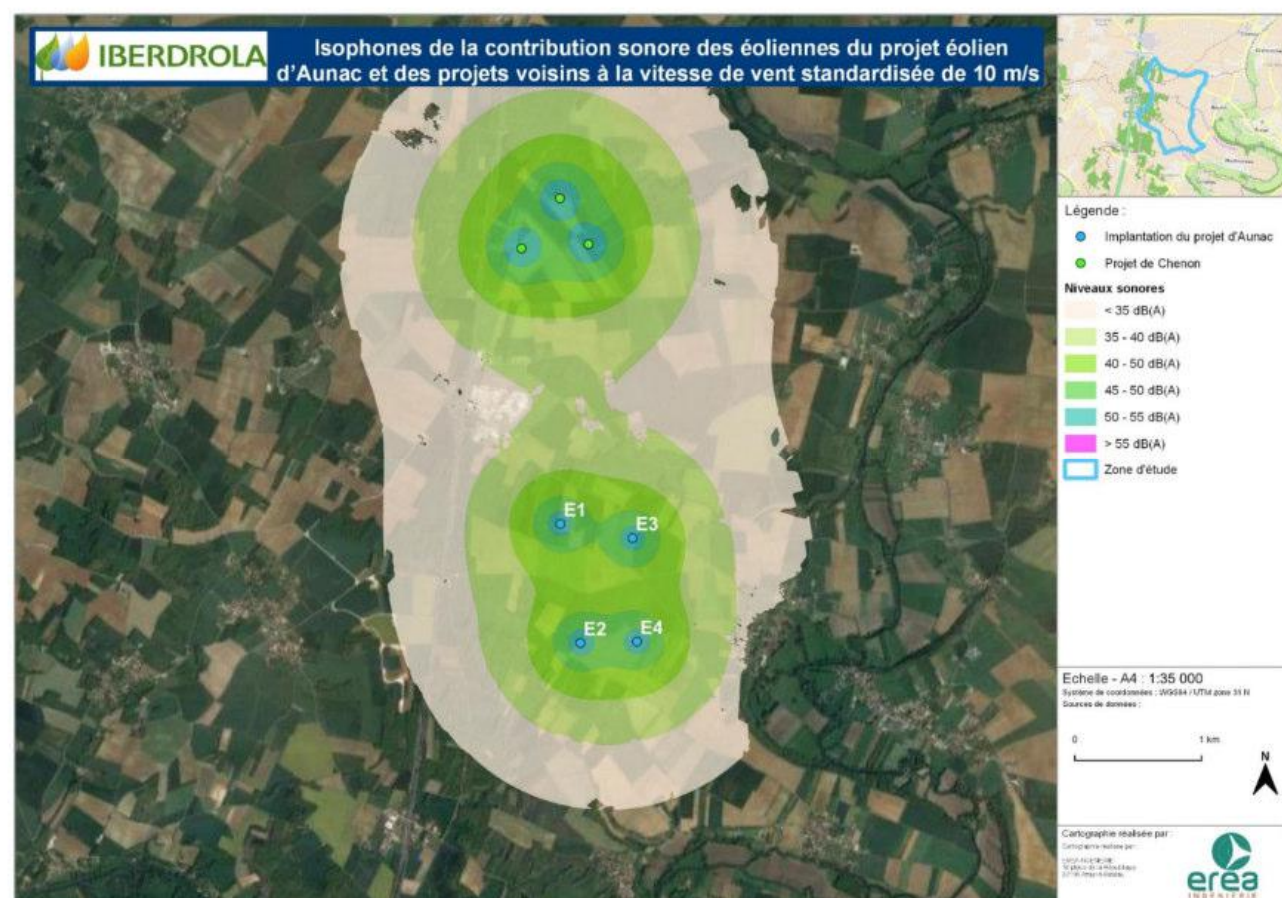 IBERDROLA
Isophones de la contribution sonore des éoliennes du projet éolien
d'Aunac et des projets voisins à la vitesse de vent standardisée de 10 m/s
E1
E3
E2
E4
Légende :
Implantation du projet d'Aunac
Projet de Chenon
Niveaux sonores
< 35 dB(A)
35 - 40 dB(A)
40 - 50 dB(A)
45 - 50 dB(A)
50 - 55 dB(A)
> 55 dB(A)
Zone d'étude
Echelle - A4 : 1:35 000
Système de coordonnées : WGS84 / UTM zone 31 N
Sources de données :
0 1 km
N
Cartographie réalisée par :
Cartographie réalisée par :
erea
INGENIERIE